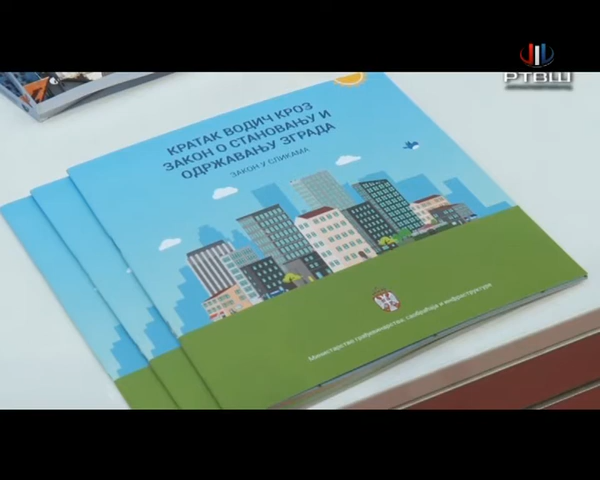 РТВШ
КРАТАК ВОДИЧ КРОЗ
ЗАКОН О СТАНОВАЊУ И
ОДРЖАВАЊУ ЗГРАДА
ЗАКОН У СЛИКАМА
Министарство грађевинарства, саобраћаја и инфраструктуре